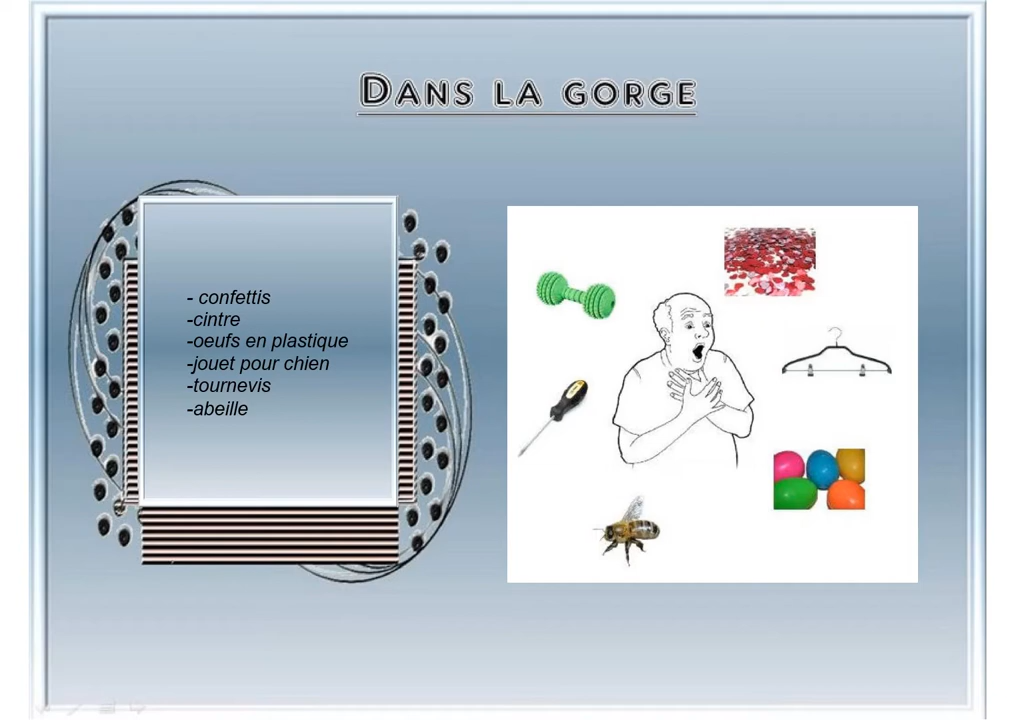 Dans la gorge
- confettis
-cintre
-oeufs en plastique
-jouet pour chien
-tournevis
-abeille